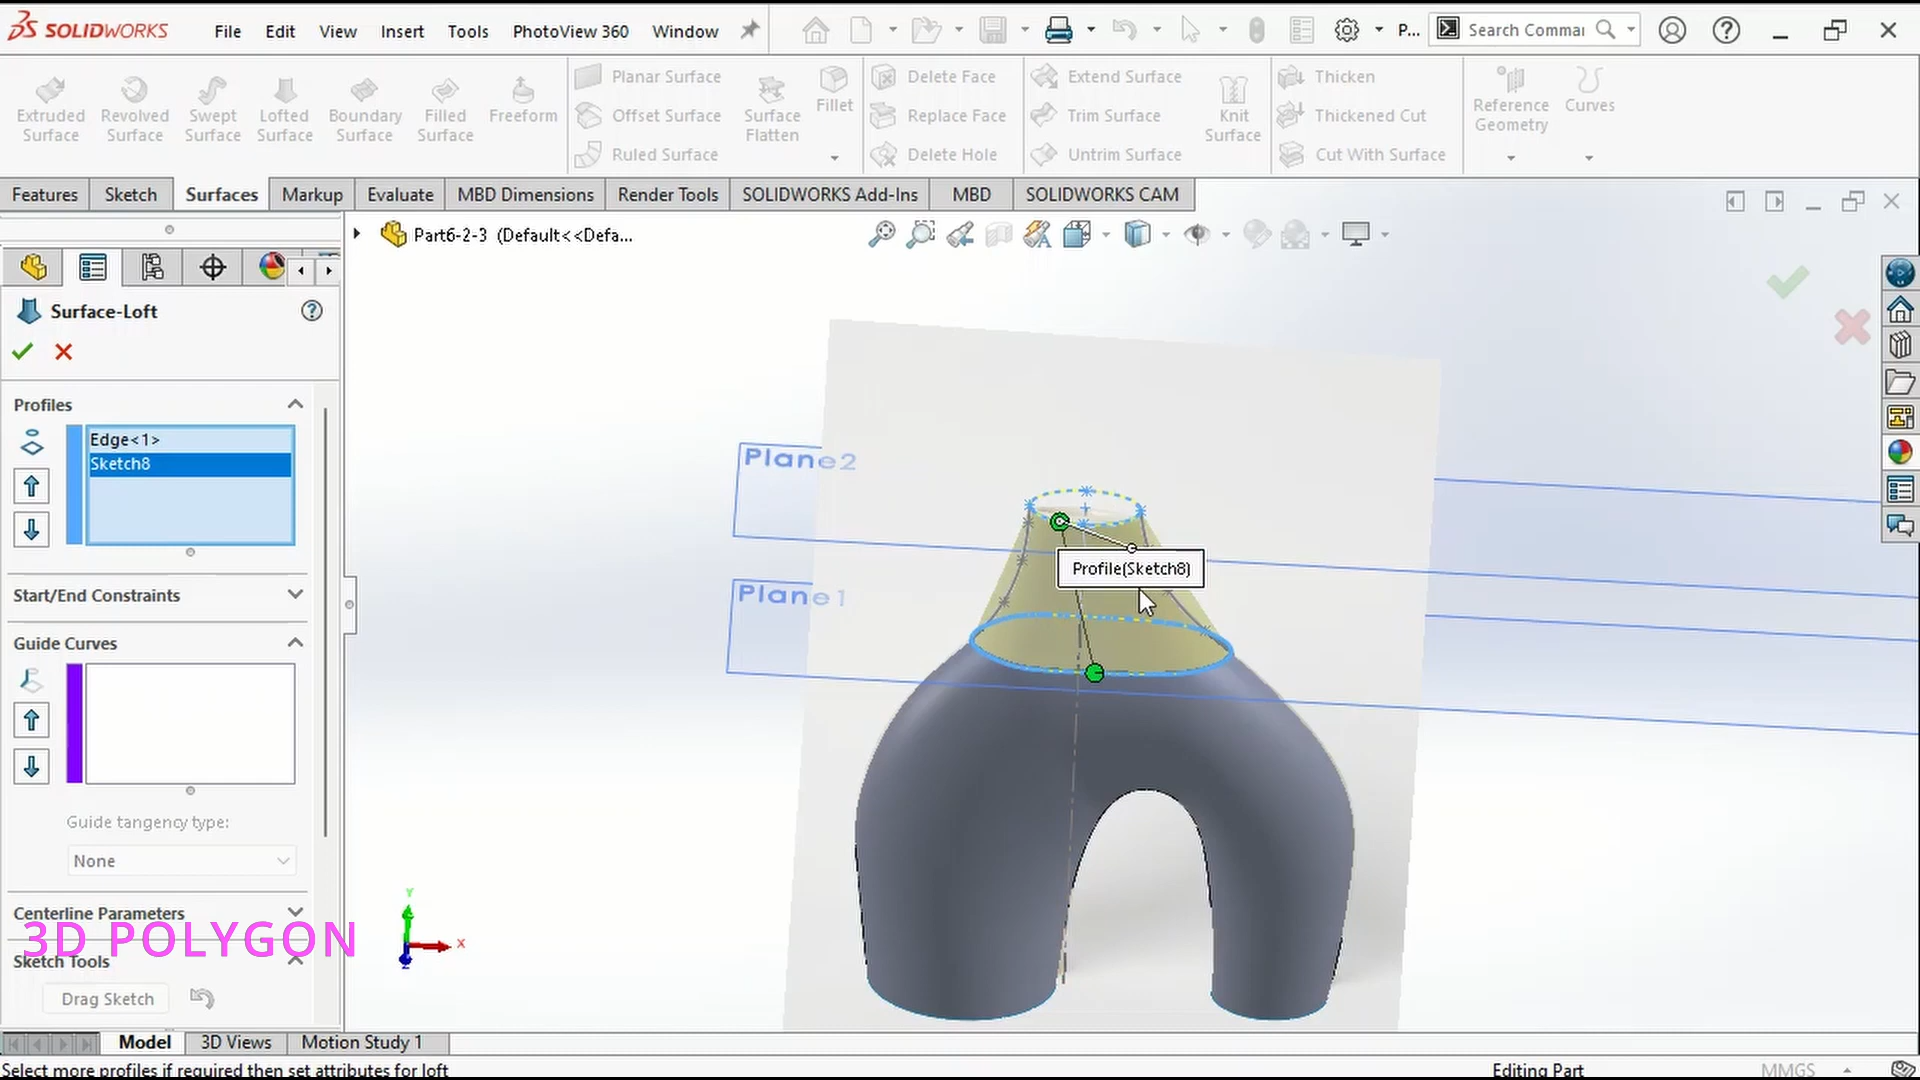 SOLIDWORKS File Edit View Insert Tools PhotoView 360 Window P... Search Commar
Extruded Surface
Revolved Surface
Swept Surface
Lofted Surface
Boundary Surface
Filled Surface
Freeform
Planar Surface
Offset Surface
Ruled Surface
Surface Flatten
Fillet
Delete Face
Replace Face
Delete Hole
Extend Surface
Trim Surface
Untrim Surface
Knit Surface
Thicken
Thickened Cut
Cut With Surface
Reference Geometry
Curves
Features Sketch Surfaces Markup Evaluate MBD Dimensions Render Tools SOLIDWORKS Add-Ins MBD SOLIDWORKS CAM
Part6-2-3 (Default<<Defa...
Surface-Loft
Profiles
Edge<1>
Sketch8
Start/End Constraints
Guide Curves
Guide tangency type:
None
Centerline Parameters
3D POLYGON
Sketch Tools
Drag Sketch
Plane2
Plane1
Profile(Sketch8)
Y
X
Z
Model 3D Views Motion Study 1
Select more profiles if required then set attributes for loft Editing Part MMGS